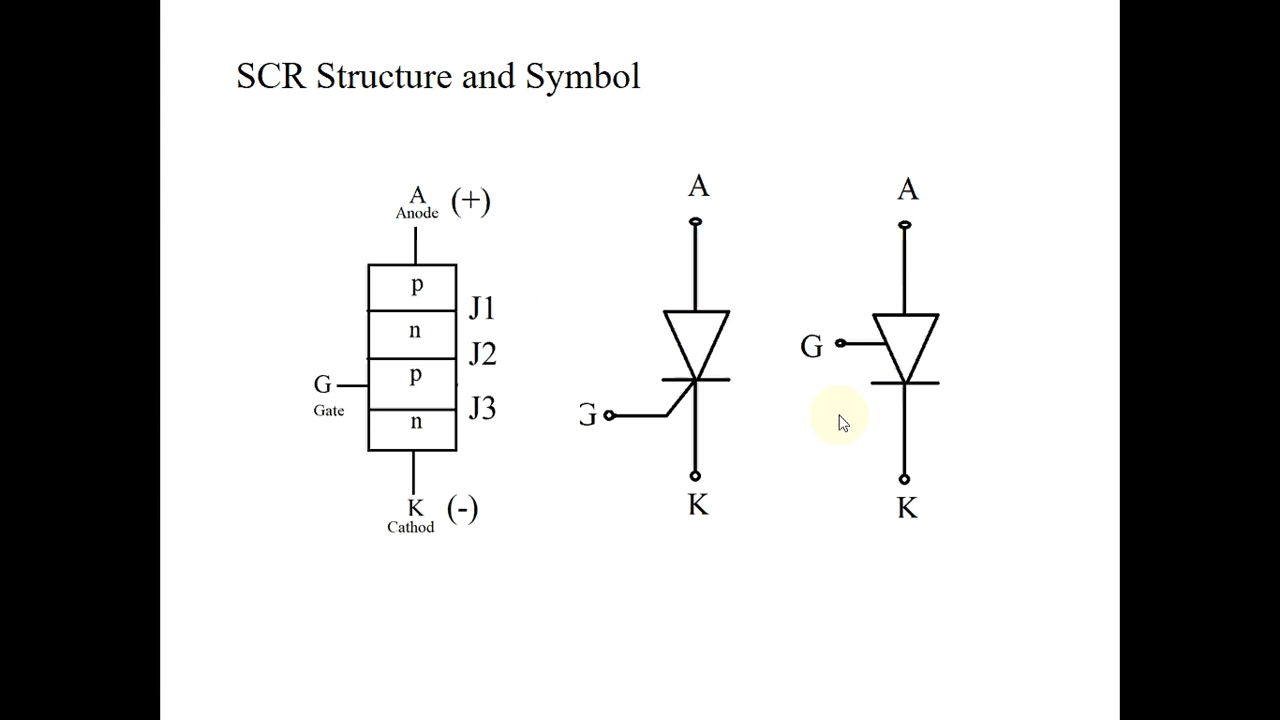 SCR Structure and Symbol
A
Anode
(+)
p
J1
n
J2
p
G
Gate
J3
n
K
(-)
Cathod
A
G
K
A
G
K